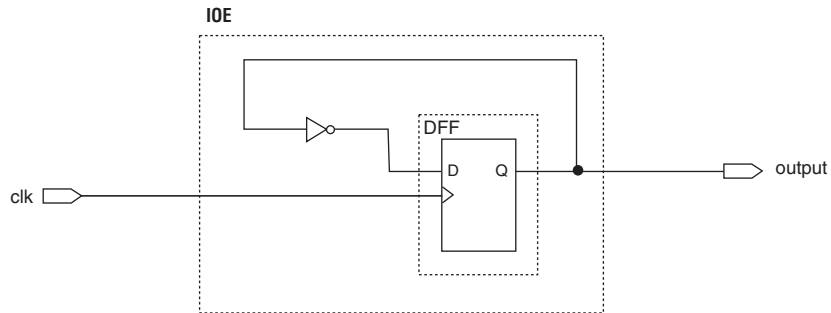 IOE
DFF
D Q
clk
output